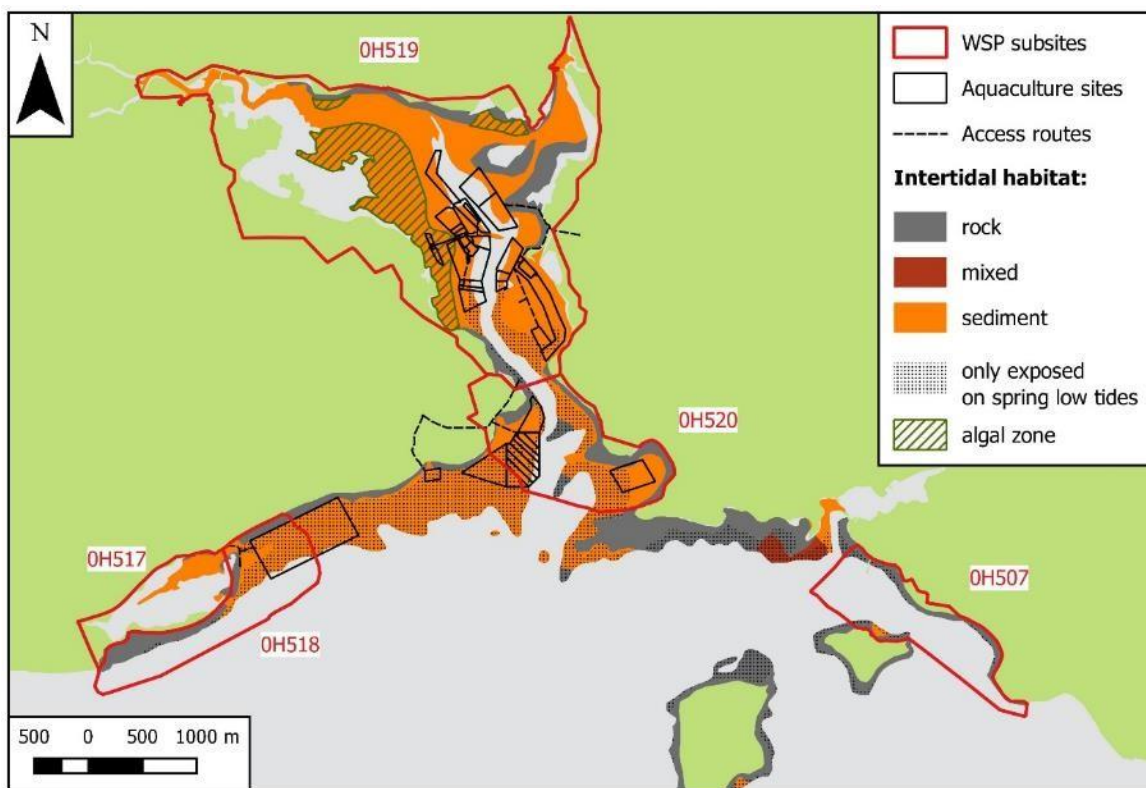 N
0H519
0H520
0H517
0H518
0H507
WSP subsites
Aquaculture sites
Access routes
Intertidal habitat:
rock
mixed
sediment
only exposed
on spring low tides
algal zone
500 0 500 1000 m